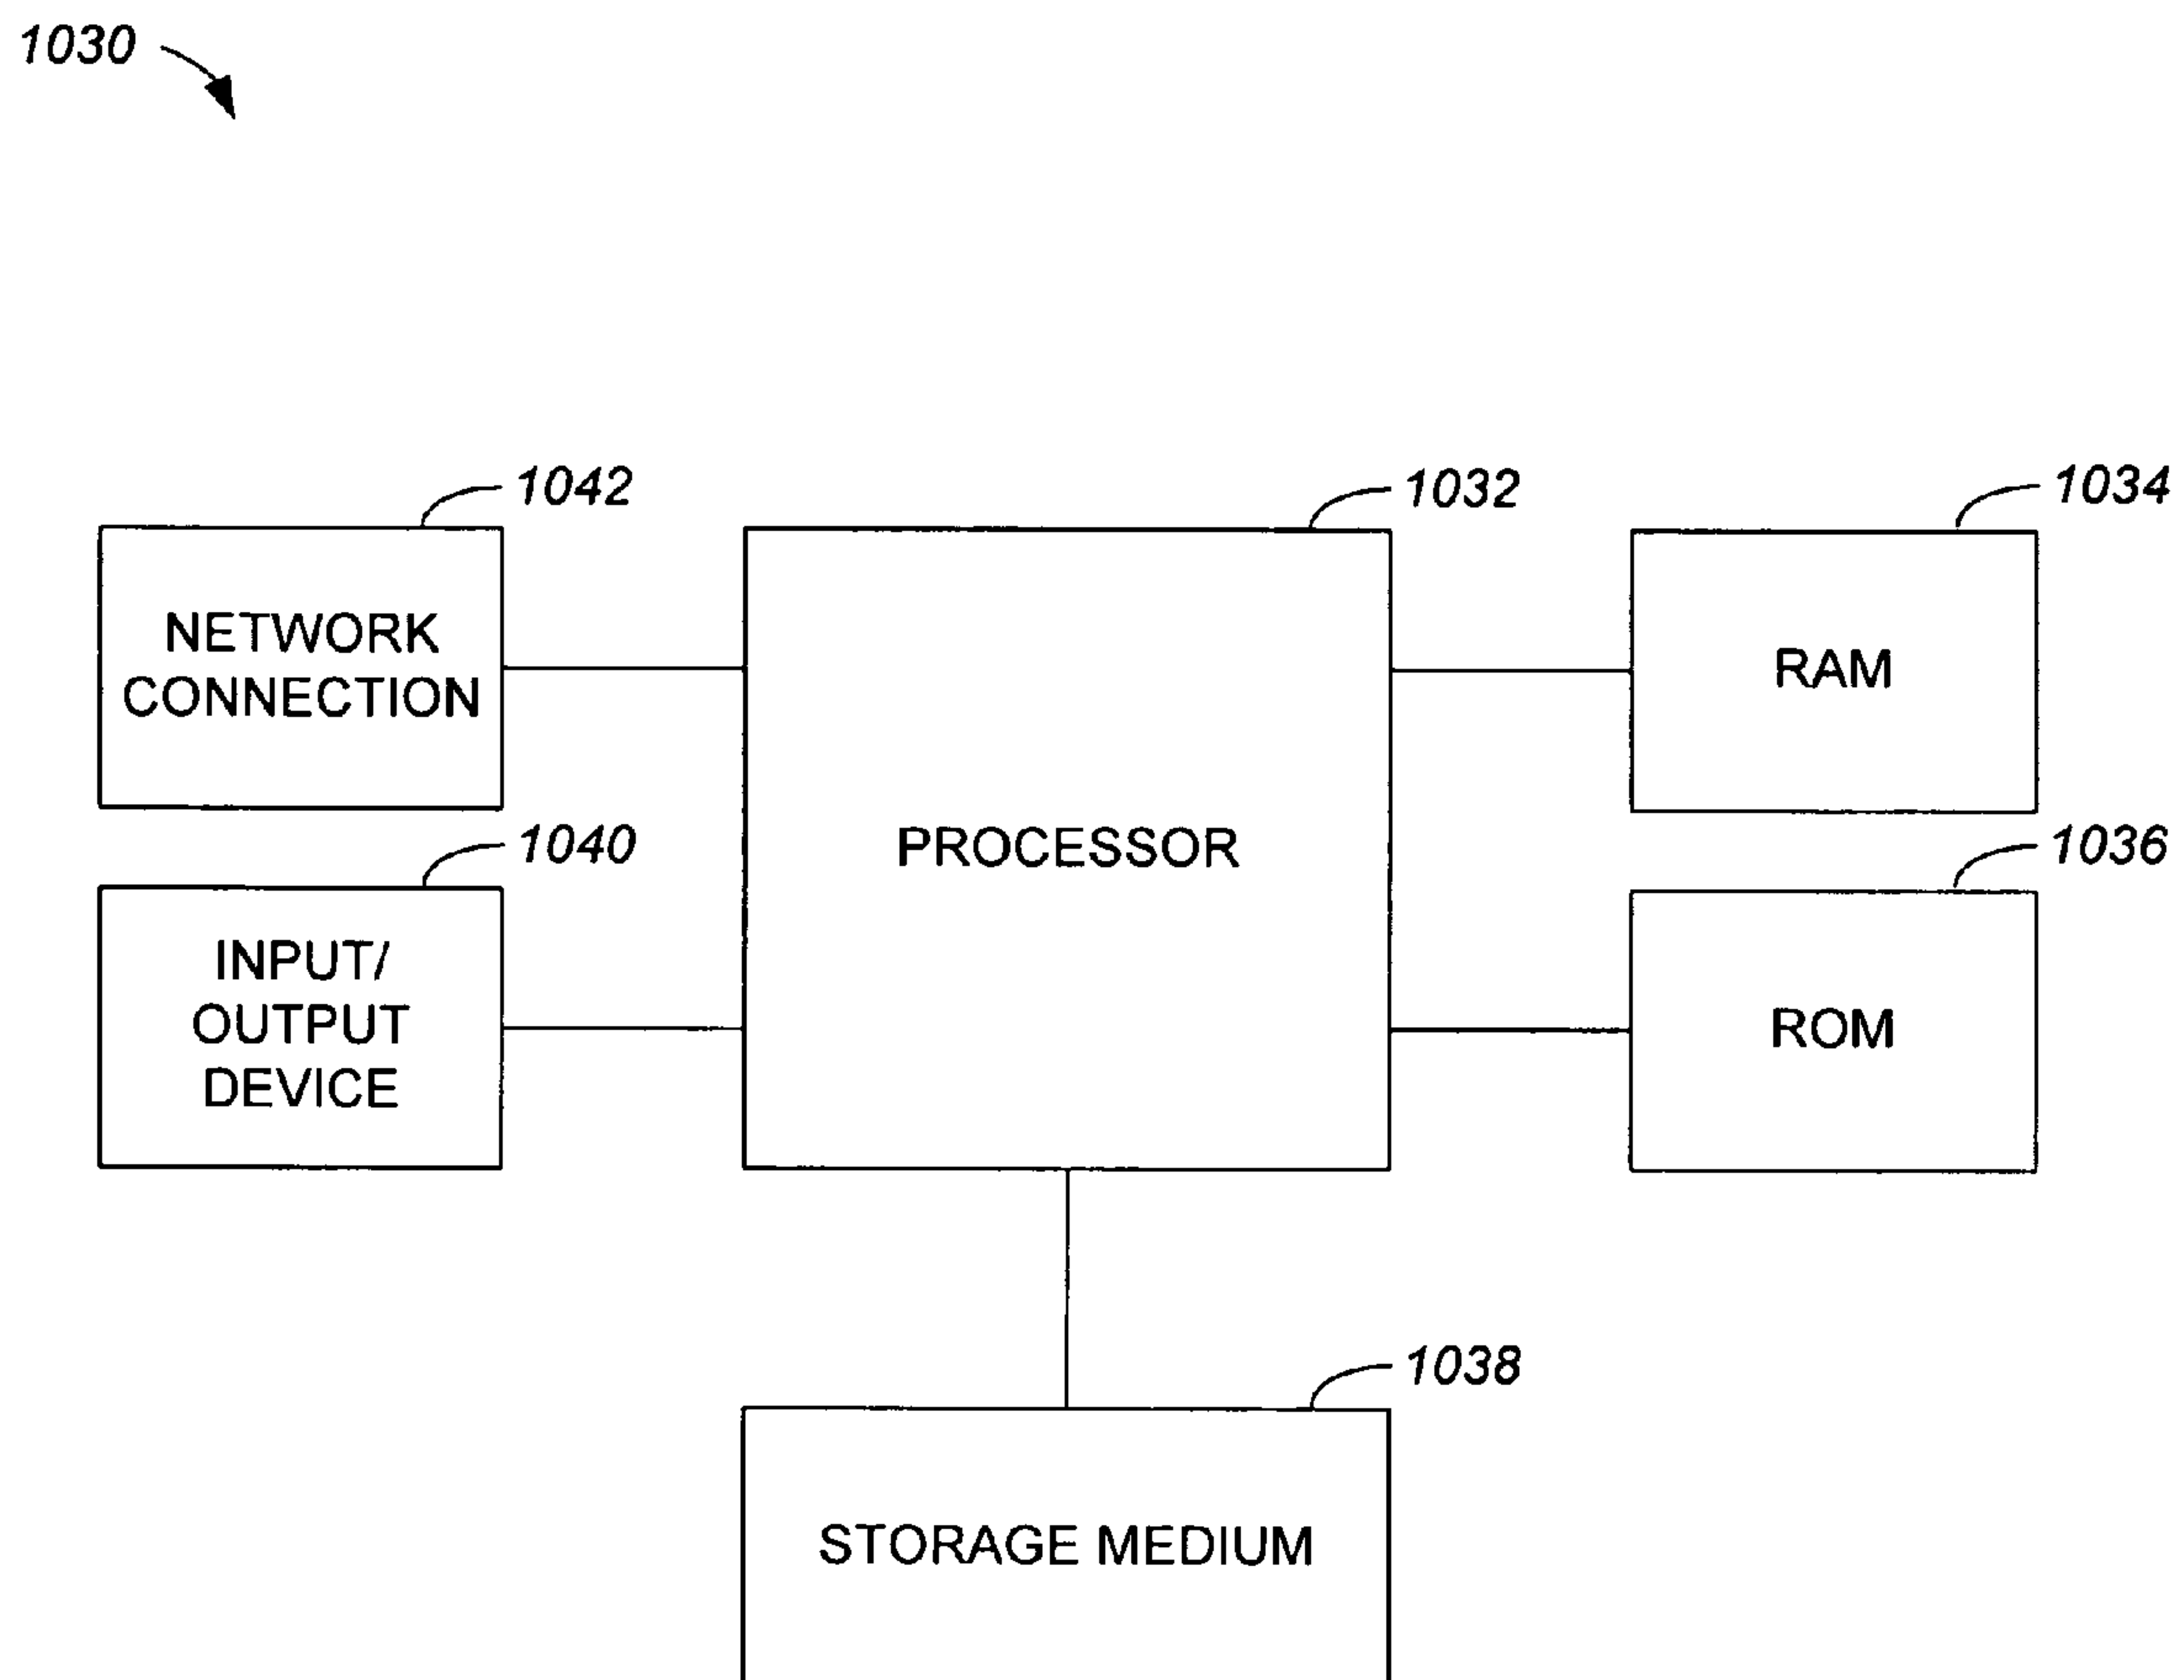 1030
1042
1032
1034
NETWORK
CONNECTION
RAM
PROCESSOR
1040
1036
INPUT/
OUTPUT
DEVICE
ROM
1038
STORAGE MEDIUM